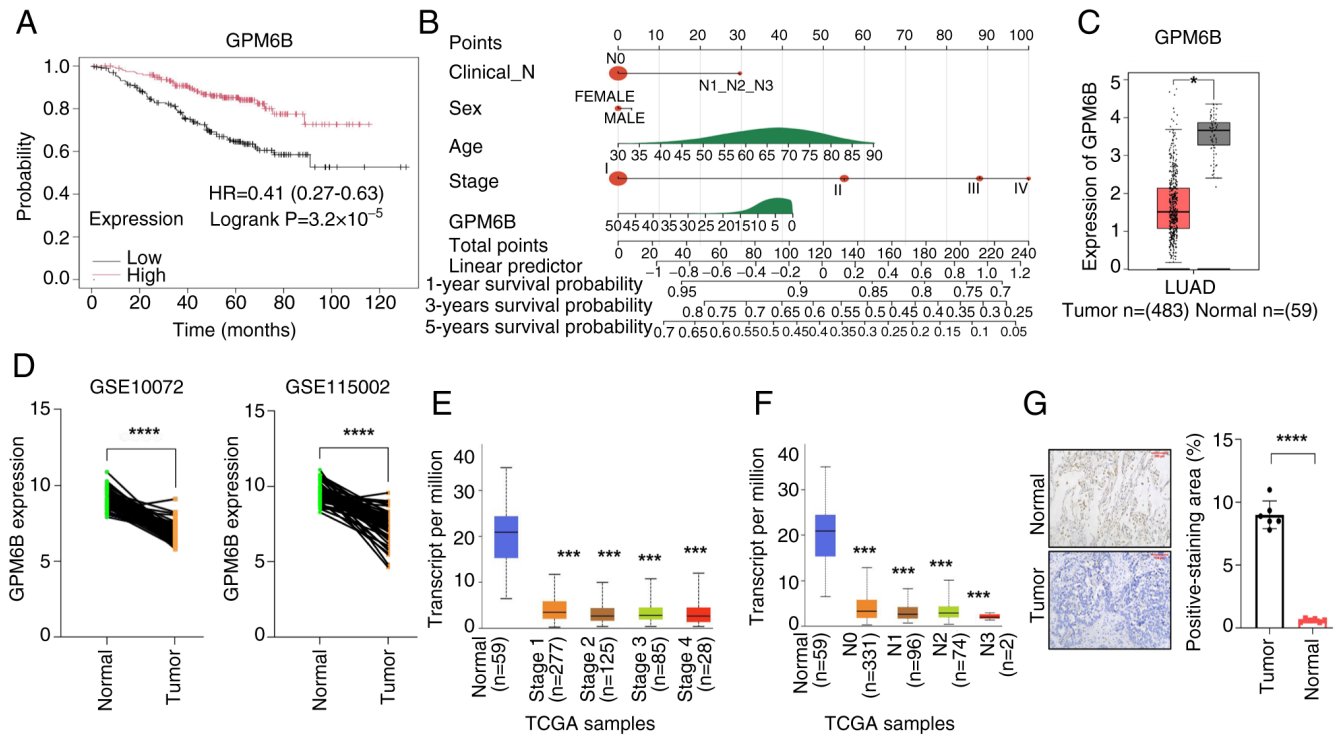 A
GPM6B
Probability
1.0
0.8
0.6
0.4
0.2
0.0
HR=0.41 (0.27-0.63)
Expression Logrank P=3.2×10⁻⁵
Low
High
0 20 40 60 80 100 120
Time (months)
B
Points 0 10 20 30 40 50 60 70 80 90 100
Clinical_N N0 N1_N2_N3
Sex FEMALE MALE
Age
30 35 40 45 50 55 60 65 70 75 80 85 90
Stage I II III IV
GPM6B
50 45 40 35 30 25 20 15 10 5 0
Total points 0 20 40 60 80 100 120 140 160 180 200 220 240
Linear predictor −1 −0.8 −0.6 −0.4 −0.2 0 0.2 0.4 0.6 0.8 1.0 1.2
1-year survival probability 0.95 0.9 0.85 0.8 0.75 0.7
3-years survival probability 0.8 0.75 0.7 0.65 0.6 0.55 0.5 0.45 0.4 0.35 0.3 0.25
5-years survival probability 0.7 0.65 0.6 0.55 0.5 0.45 0.4 0.35 0.3 0.25 0.2 0.15 0.1 0.05
C
GPM6B
Expression of GPM6B
5
4
3
2
1
0
*
LUAD
Tumor n=(483) Normal n=(59)
D
GSE10072
GPM6B expression
15
10
5
0
****
Normal
Tumor
GSE115002
GPM6B expression
15
10
5
0
****
Normal
Tumor
E
Transcript per million
40
30
20
10
0
*** *** *** ***
Normal (n=59)
Stage 1 (n=277)
Stage 2 (n=125)
Stage 3 (n=85)
Stage 4 (n=28)
TCGA samples
F
Transcript per million
40
30
20
10
0
*** *** *** ***
Normal (n=59)
N0 (n=331)
N1 (n=96)
N2 (n=74)
N3 (n=2)
TCGA samples
G
Normal
Tumor
Positive-staining area (%)
15
10
5
0
****
Tumor
Normal